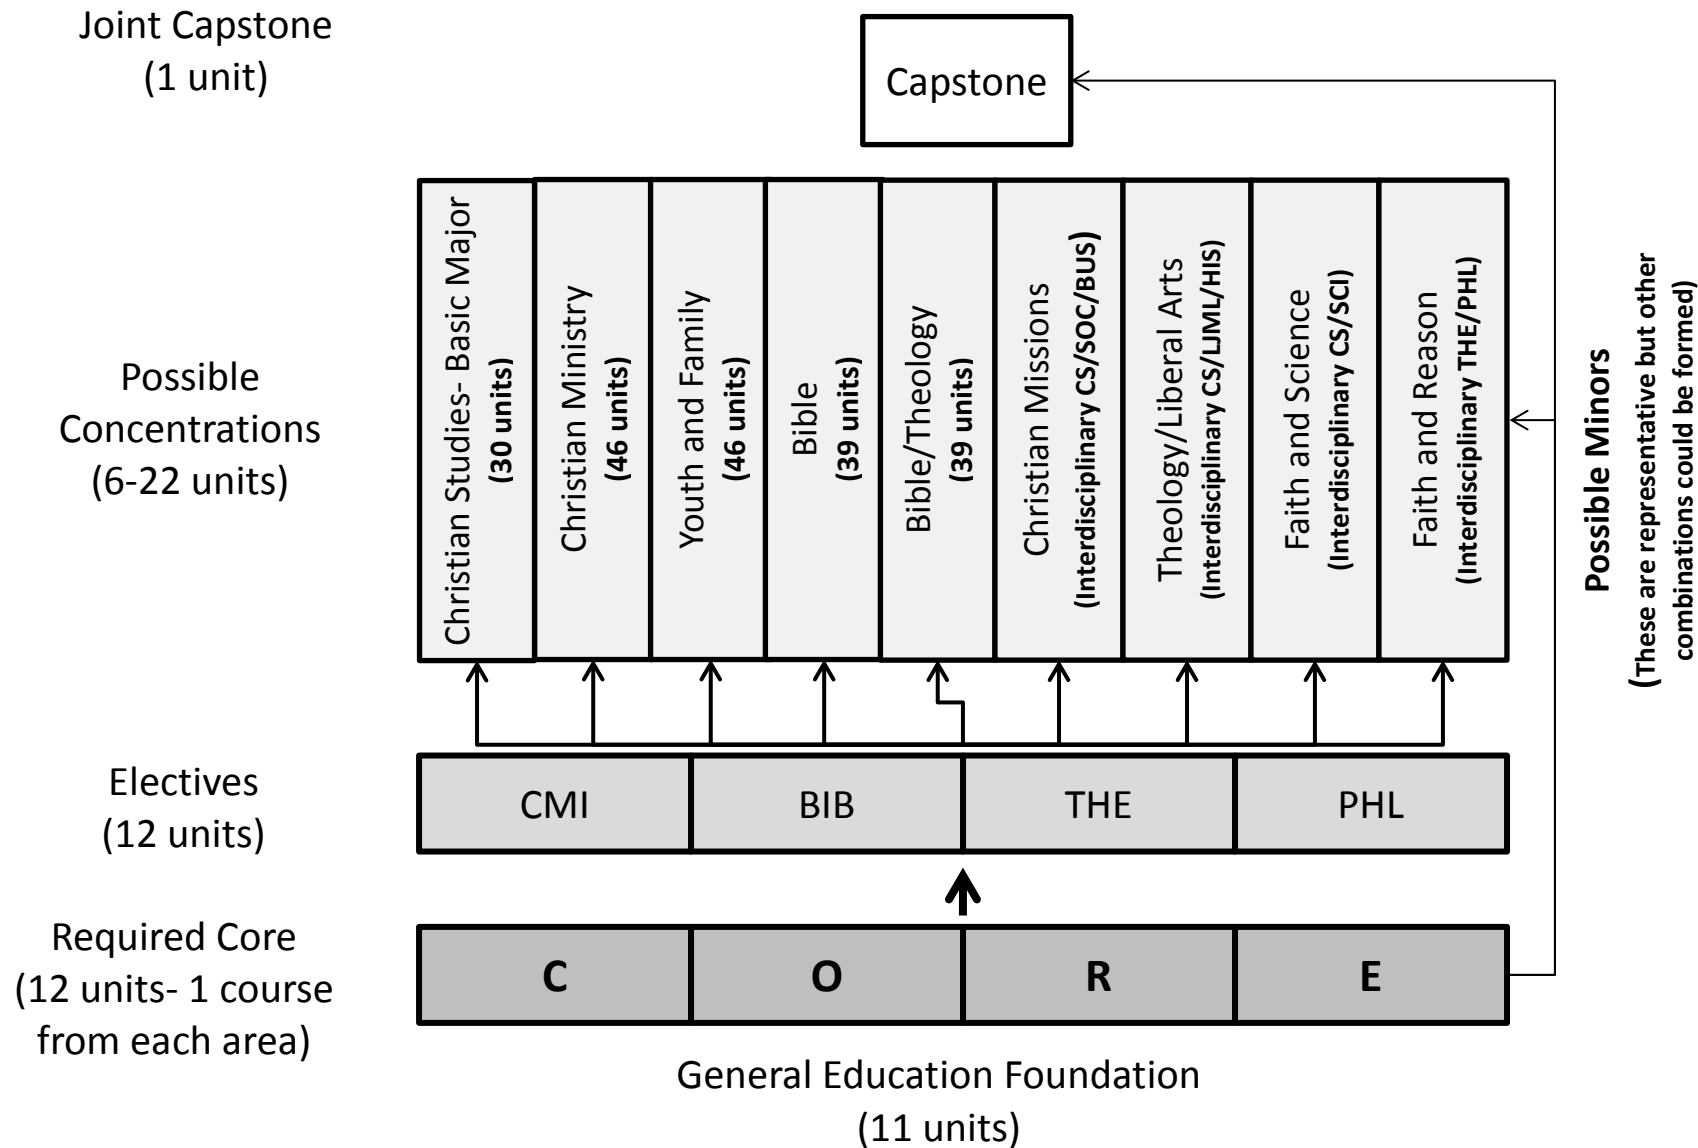 Joint Capstone
(1 unit)
Capstone
Possible
Concentrations
(6-22 units)
Christian Studies- Basic Major
(30 units)
Christian Ministry
(46 units)
Youth and Family
(46 units)
Bible
(39 units)
Bible/Theology
(39 units)
Christian Missions
(Interdisciplinary CS/SOC/BUS)
Theology/Liberal Arts
(Interdisciplinary CS/LJML/HIS)
Faith and Science
(Interdisciplinary CS/SCI)
Faith and Reason
(Interdisciplinary THE/PHL)
Possible Minors
(These are representative but other
combinations could be formed)
Electives
(12 units)
CMI
BIB
THE
PHL
Required Core
(12 units- 1 course
from each area)
C
O
R
E
General Education Foundation
(11 units)